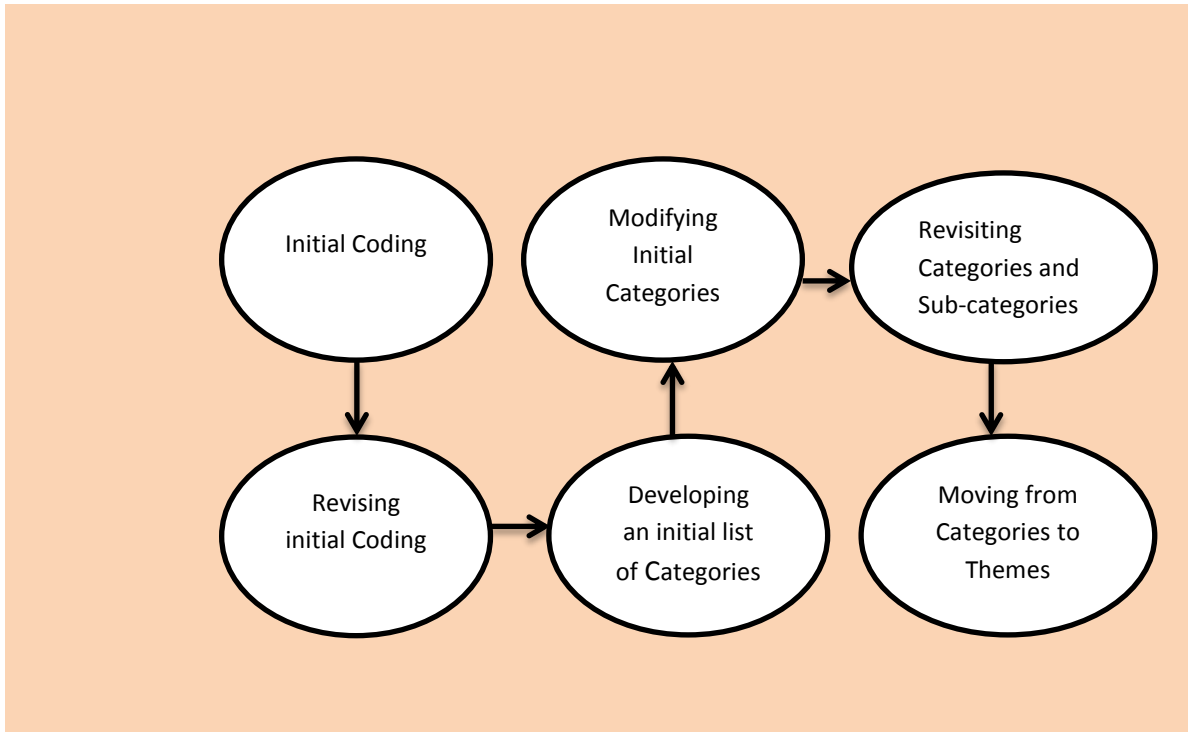 Initial Coding
Revising
initial Coding
Developing
an initial list
of Categories
Modifying
Initial
Categories
Revisiting
Categories and
Sub-categories
Moving from
Categories to
Themes